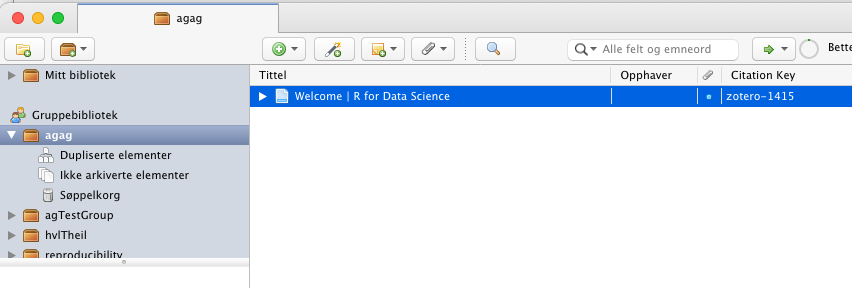 agag
Alle felt og emneord
Bette
Mitt bibliotek
Gruppebibliotek
agag
Dupliserte elementer
Ikke arkiverte elementer
Søppelkorg
agTestGroup
hvlTheil
reproducibility
Tittel Opphaver Citation Key
Welcome | R for Data Science zotero-1415